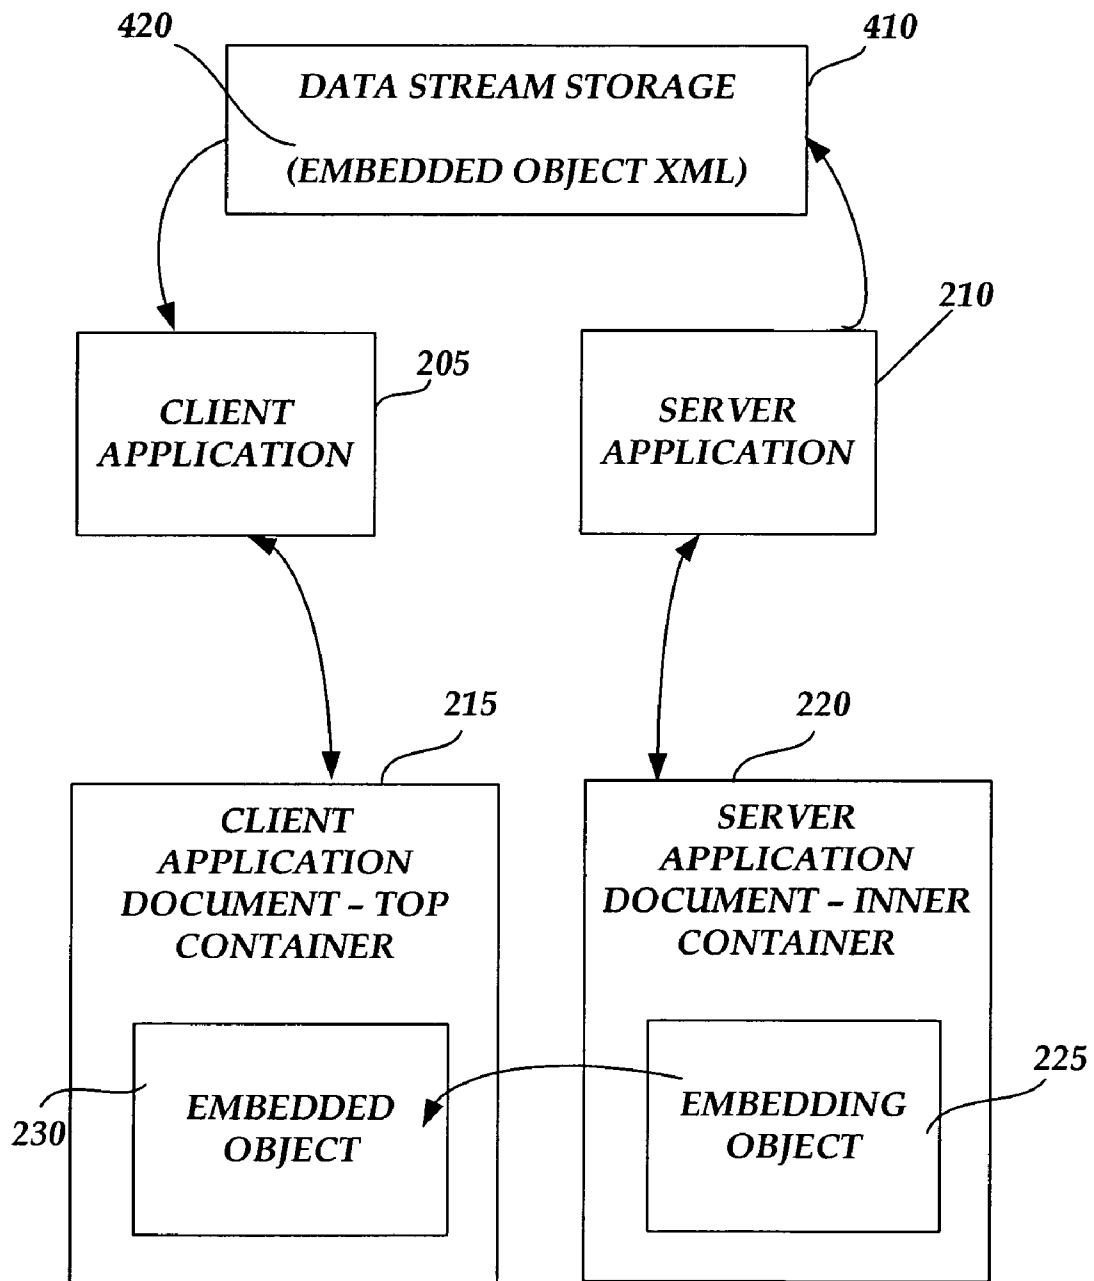 420
410
DATA STREAM STORAGE
(EMBEDDED OBJECT XML)
210
205
CLIENT
APPLICATION
SERVER
APPLICATION
215
220
CLIENT
APPLICATION
DOCUMENT – TOP
CONTAINER
SERVER
APPLICATION
DOCUMENT – INNER
CONTAINER
225
230
EMBEDDED
OBJECT
EMBEDDING
OBJECT